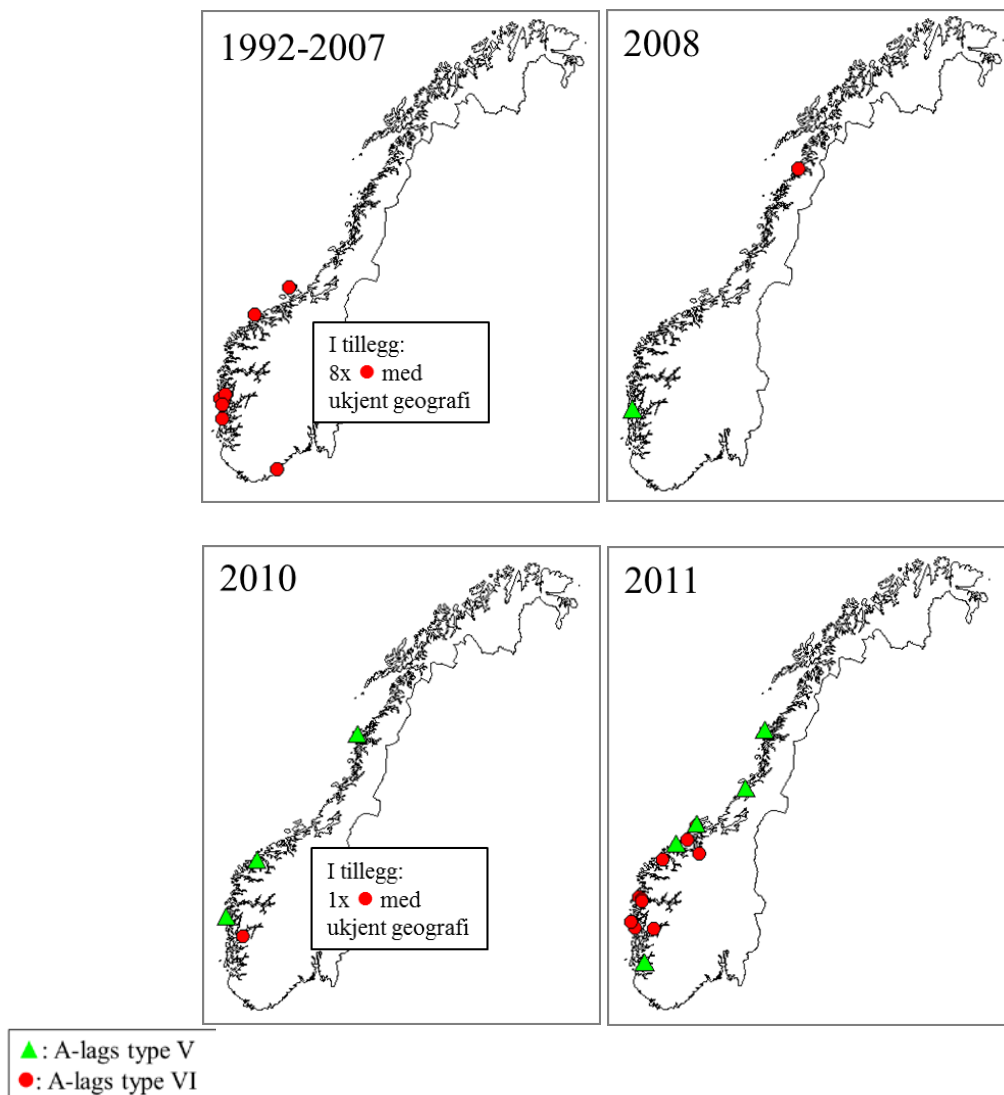 1992-2007
2008
I tillegg:
8x med
ukjent geografi
2010
2011
I tillegg:
1x med
ukjent geografi
: A-lags type V
: A-lags type VI